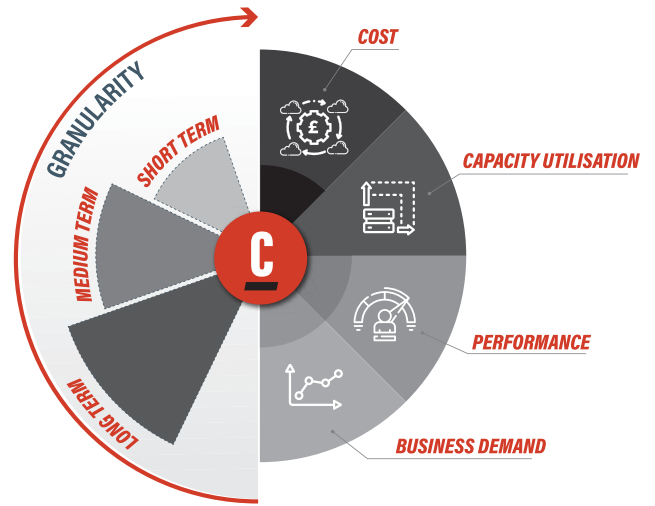 COST
GRANULARITY
SHORT TERM
£
CAPACITY UTILISATION
MEDIUM TERM
C
PERFORMANCE
LONG TERM
BUSINESS DEMAND